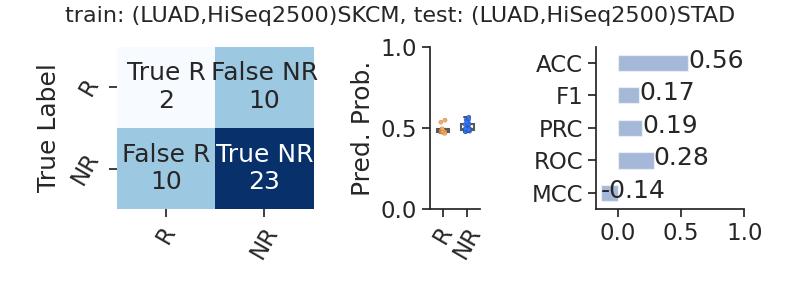 train: (LUAD,HiSeq2500)SKCM, test: (LUAD,HiSeq2500)STAD
True Label
R
NR
True R
2
False NR
10
False R
10
True NR
23
R
NR
Pred. Prob.
1.0
0.5
0.0
R
NR
ACC
F1
PRC
ROC
MCC
0.56
0.17
0.19
0.28
-0.14
0.0
0.5
1.0